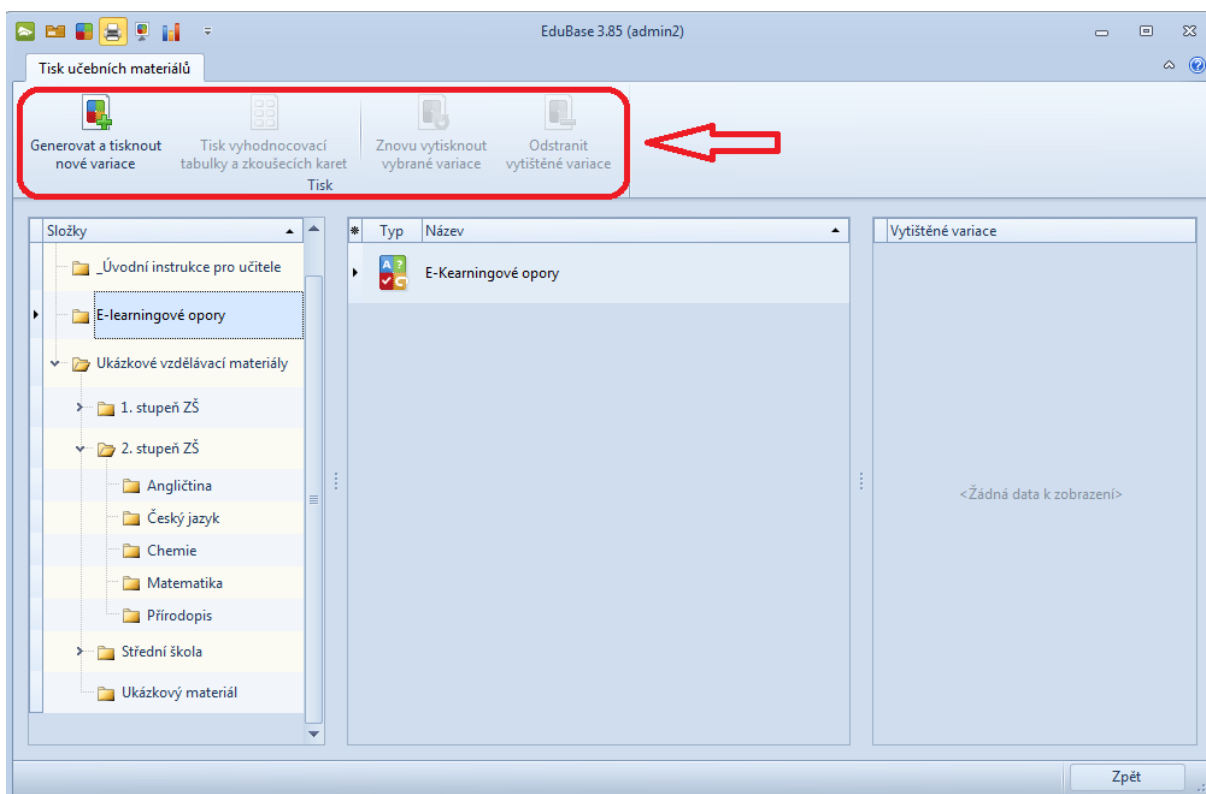 EduBase 3.85 (admin2)
Tisk učebních materiálů
Generovat a tisknout
nové variace
Tisk vyhodnocovací
tabulky a zkoušecích karet
Znovu vytisknout
vybrané variace
Odstranit
vytištěné variace
Tisk
Složky
_Úvodní instrukce pro učitele
E-learningové opory
Ukázkové vzdělávací materiály
1. stupeň ZŠ
2. stupeň ZŠ
Angličtina
Český jazyk
Chemie
Matematika
Přírodopis
Střední škola
Ukázkový materiál
Typ Název
E-Kearningové opory
Vytištěné variace
<Žádná data k zobrazení>
Zpět